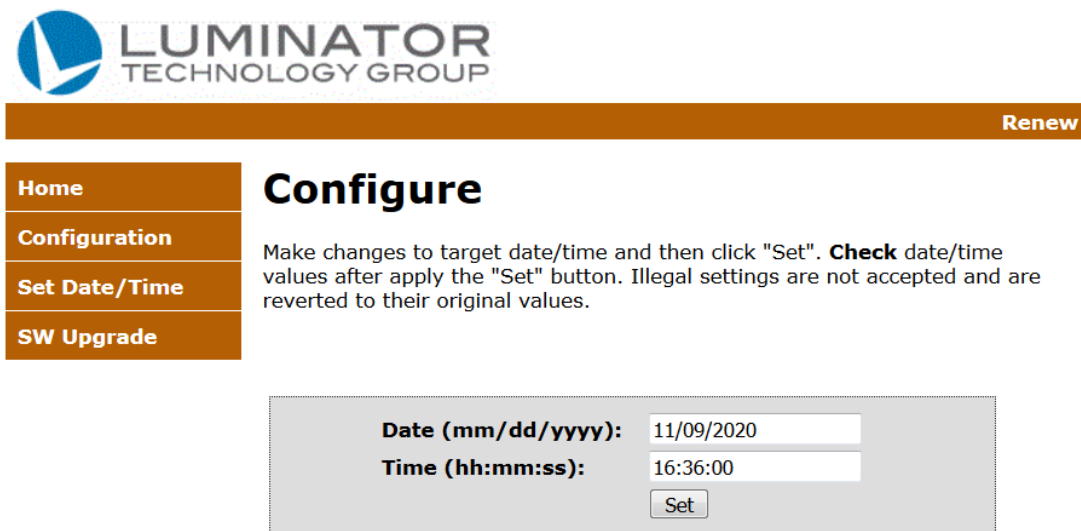 LUMINATOR
TECHNOLOGY GROUP
Renew
Home
Configuration
Set Date/Time
SW Upgrade
Configure
Make changes to target date/time and then click "Set". Check date/time
values after apply the "Set" button. Illegal settings are not accepted and are
reverted to their original values.
Date (mm/dd/yyyy): 11/09/2020
Time (hh:mm:ss): 16:36:00
Set